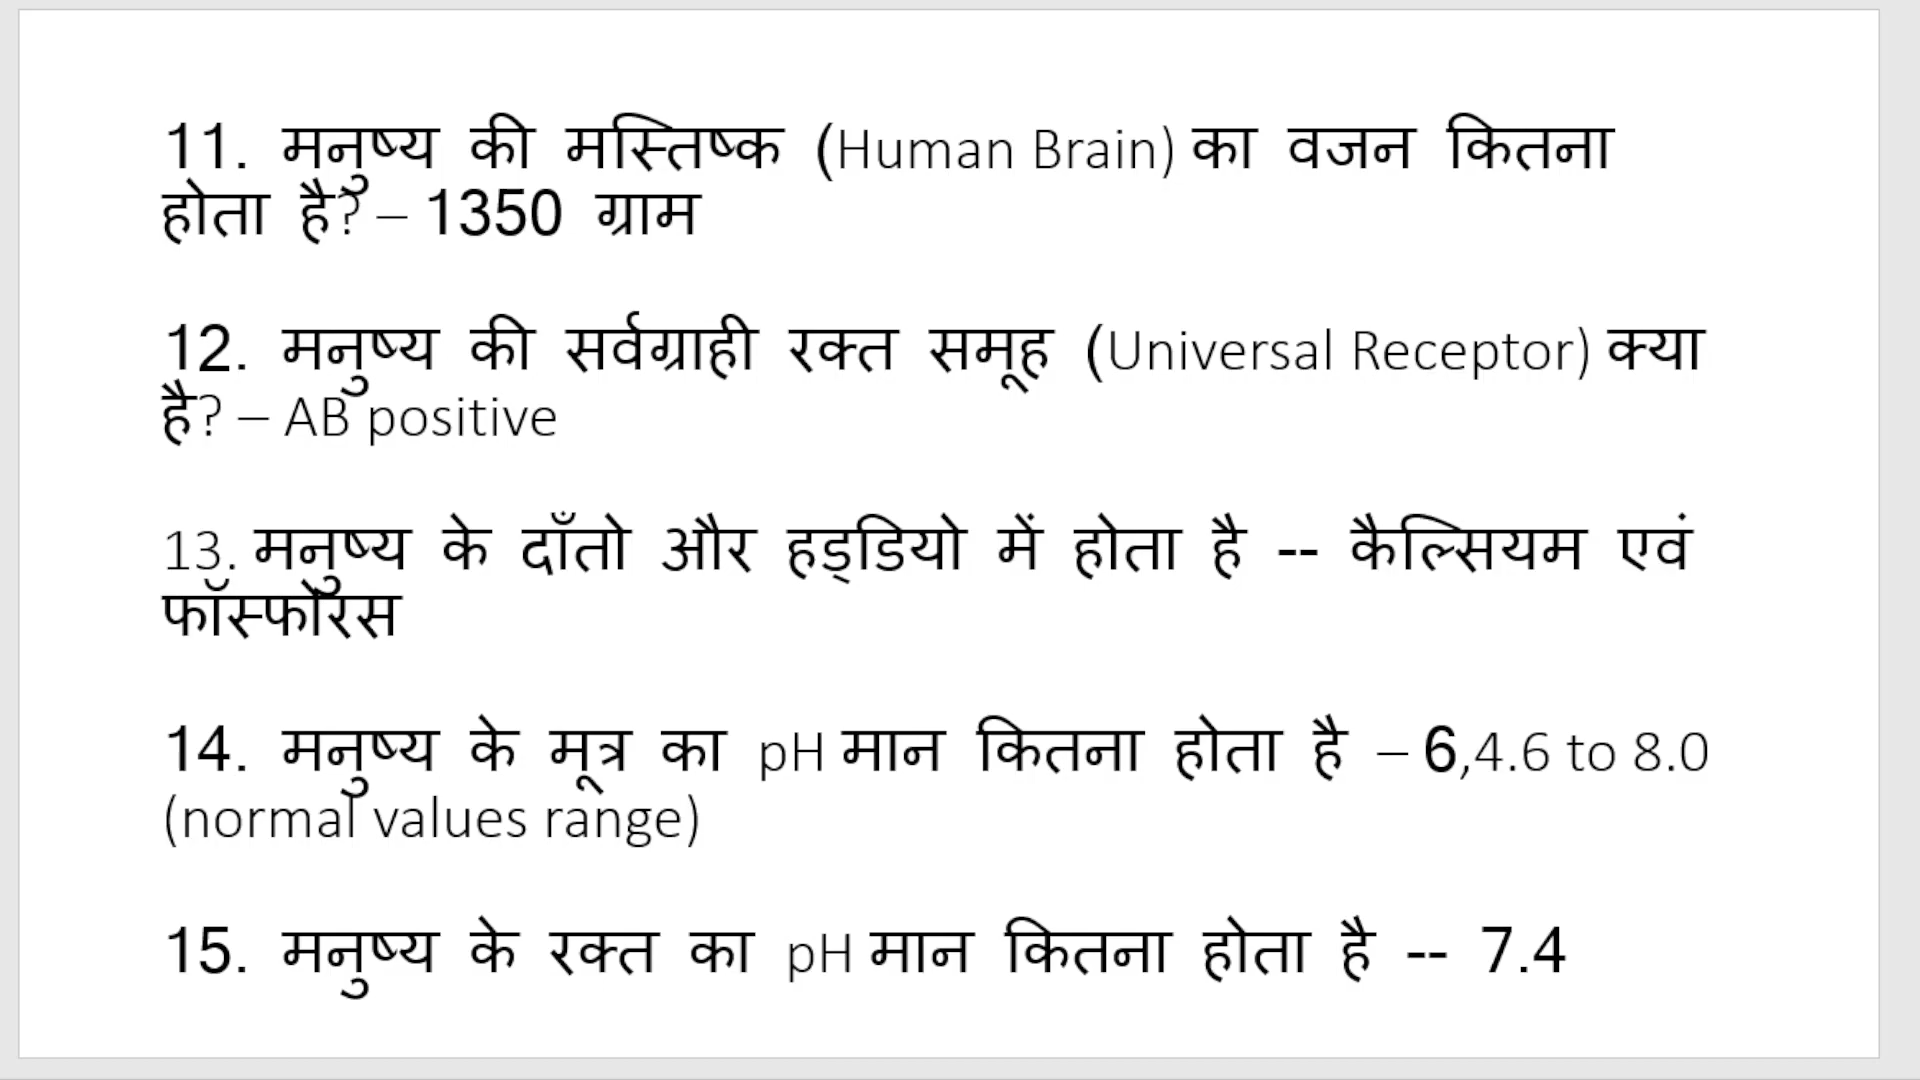 11. मनुष्य की मस्तिष्क (Human Brain) का वजन कितना
होता है? – 1350 ग्राम
12. मनुष्य की सर्वग्राही रक्त समूह (Universal Receptor) क्या
है? – AB positive
13. मनुष्य के दाँतो और हड्डियो में होता है -- कैल्सियम एवं
फॉस्फोरस
14. मनुष्य के मूत्र का pH मान कितना होता है – 6,4.6 to 8.0
(normal values range)
15. मनुष्य के रक्त का pH मान कितना होता है -- 7.4